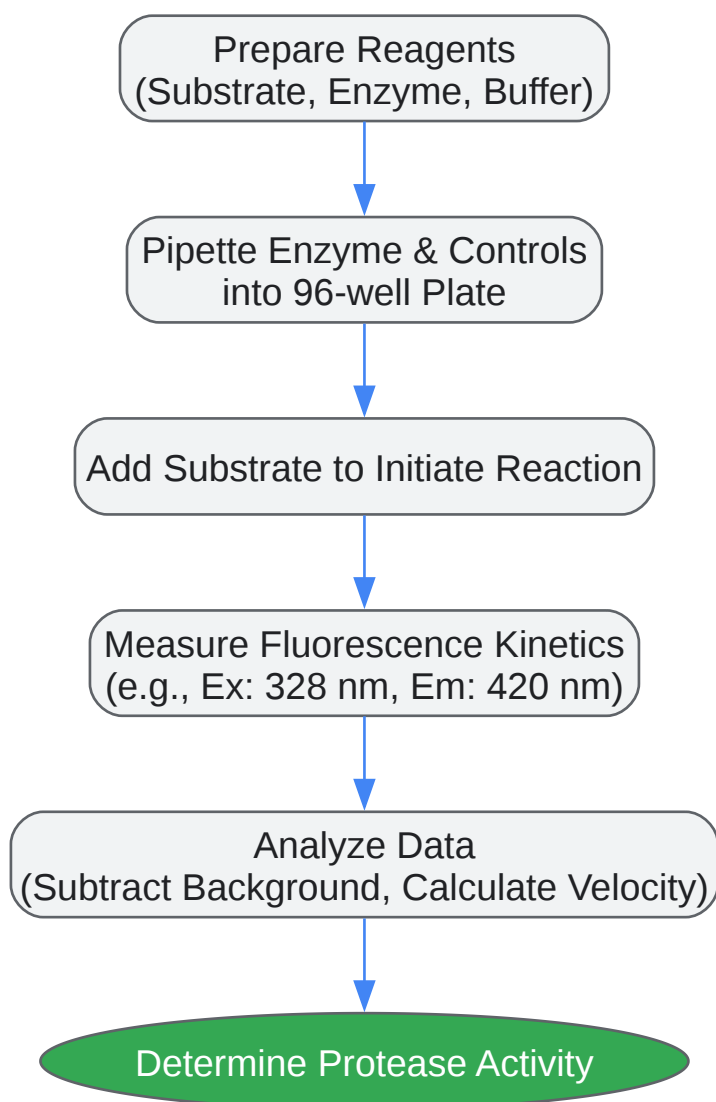 Prepare Reagents
(Substrate, Enzyme, Buffer)
Pipette Enzyme & Controls
into 96-well Plate
Add Substrate to Initiate Reaction
Measure Fluorescence Kinetics
(e.g., Ex: 328 nm, Em: 420 nm)
Analyze Data
(Subtract Background, Calculate Velocity)
Determine Protease Activity